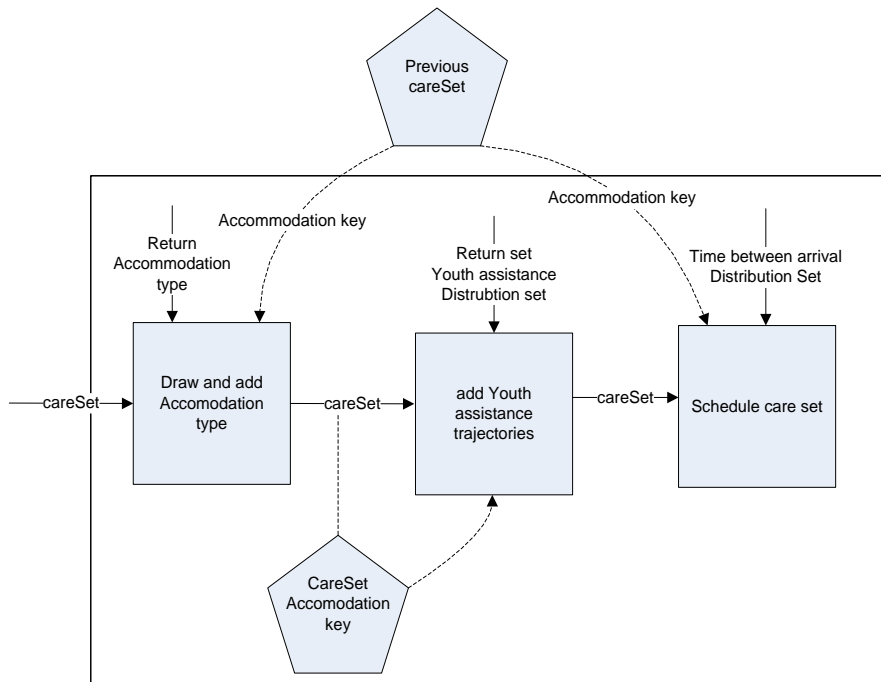 Previous
careSet
Accommodation key
Accommodation key
Return
Accommodation
type
Return set
Youth assistance
Distrubtion set
Time between arrival
Distribution Set
careSet
Draw and add
Accomodation
type
careSet
add Youth
assistance
trajectories
careSet
Schedule care set
CareSet
Accomodation
key